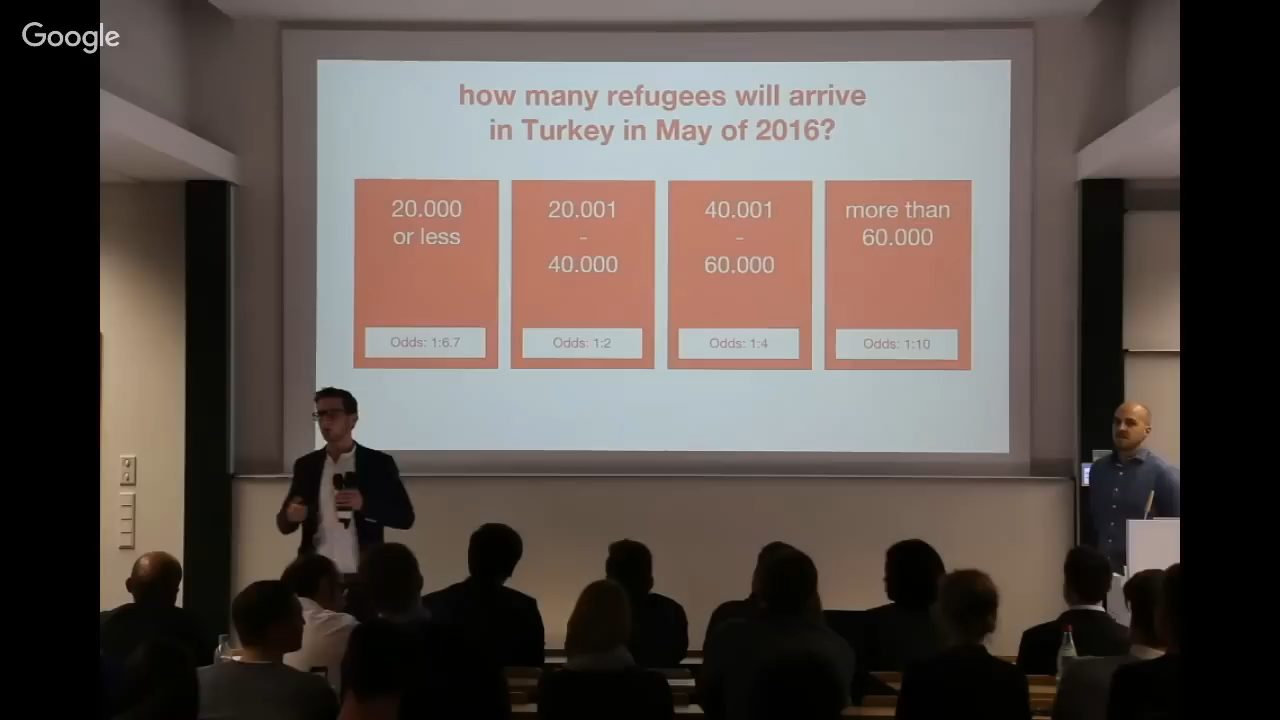 Google
how many refugees will arrive
in Turkey in May of 2016?
20.000
or less
Odds: 1:6.7
20.001
-
40.000
Odds: 1:2
40.001
-
60.000
Odds: 1:4
more than
60.000
Odds: 1:10